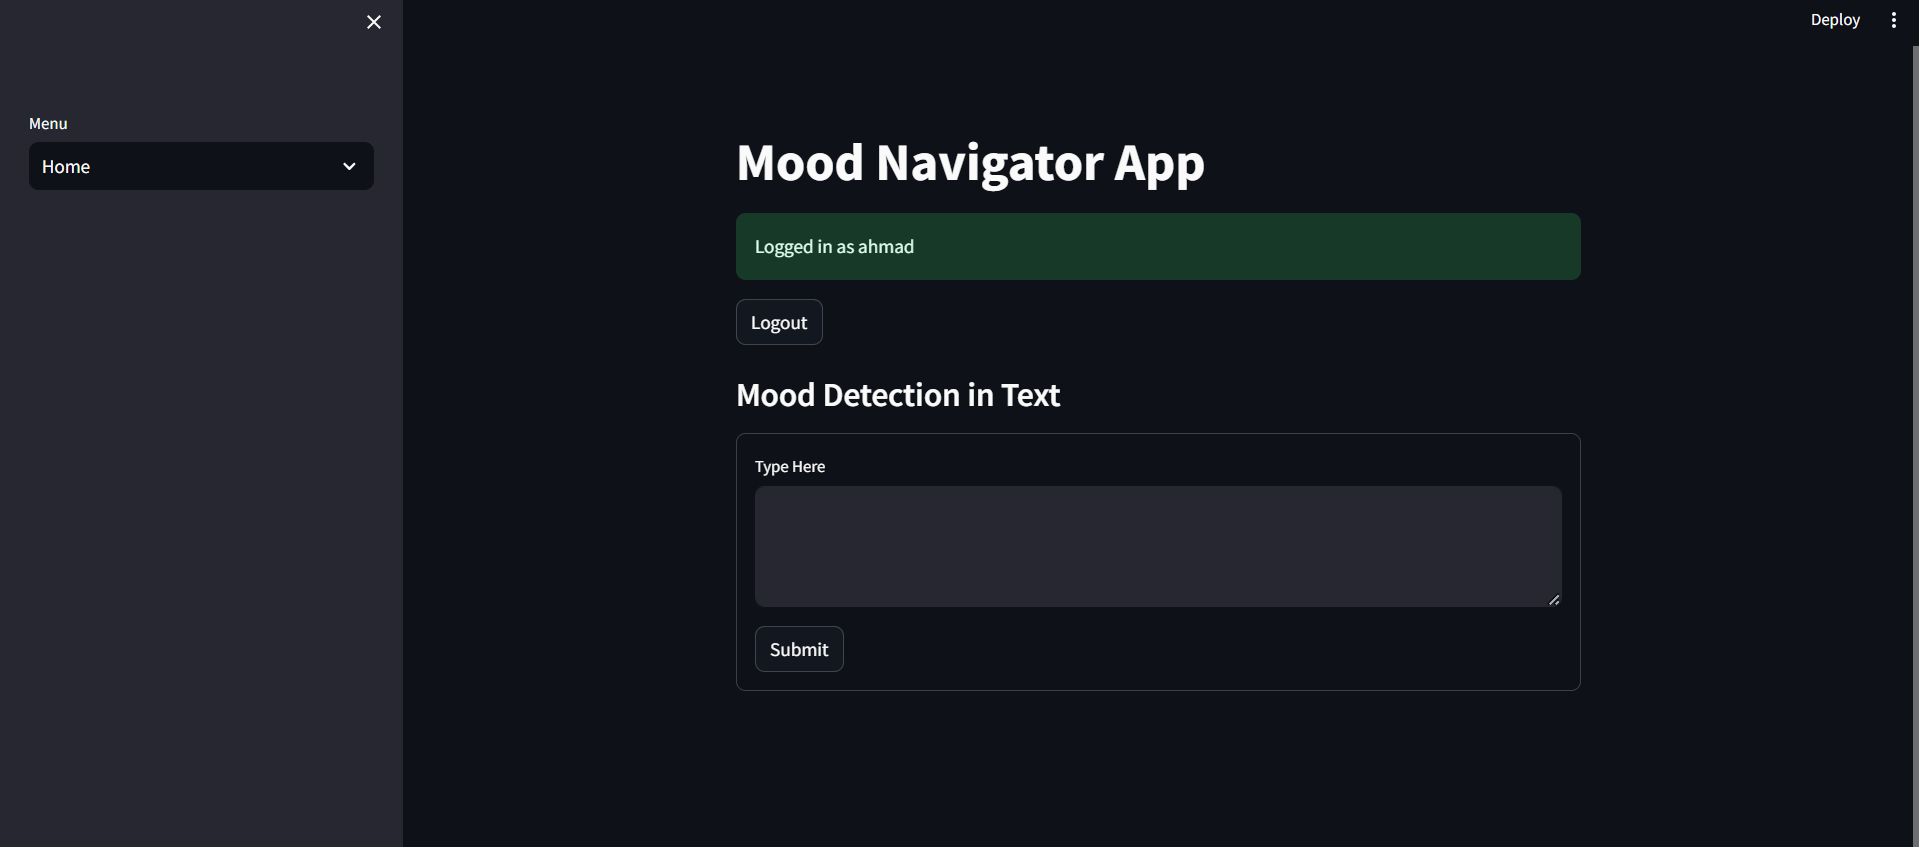 Deploy
Menu
Home
Mood Navigator App
Logged in as ahmad
Logout
Mood Detection in Text
Type Here
Submit